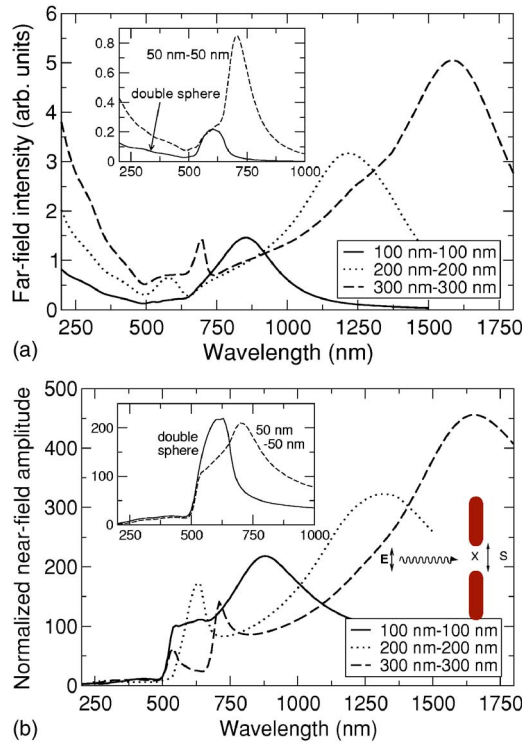 0.8
0.6
0.4
0.2
0
50 nm-50 nm
double sphere
250 500 750 1000
6
5
4
3
2
1
0
Far-field intensity (arb. units)
100 nm-100 nm
200 nm-200 nm
300 nm-300 nm
250 500 750 1000 1250 1500 1800
(a)
Wavelength (nm)
500
400
300
200
100
0
Normalized near-field amplitude
200
100
0
double
sphere
50 nm
-50 nm
250 500 750 1000
E
X
S
100 nm-100 nm
200 nm-200 nm
300 nm-300 nm
250 500 750 1000 1250 1500 1800
(b)
Wavelength (nm)